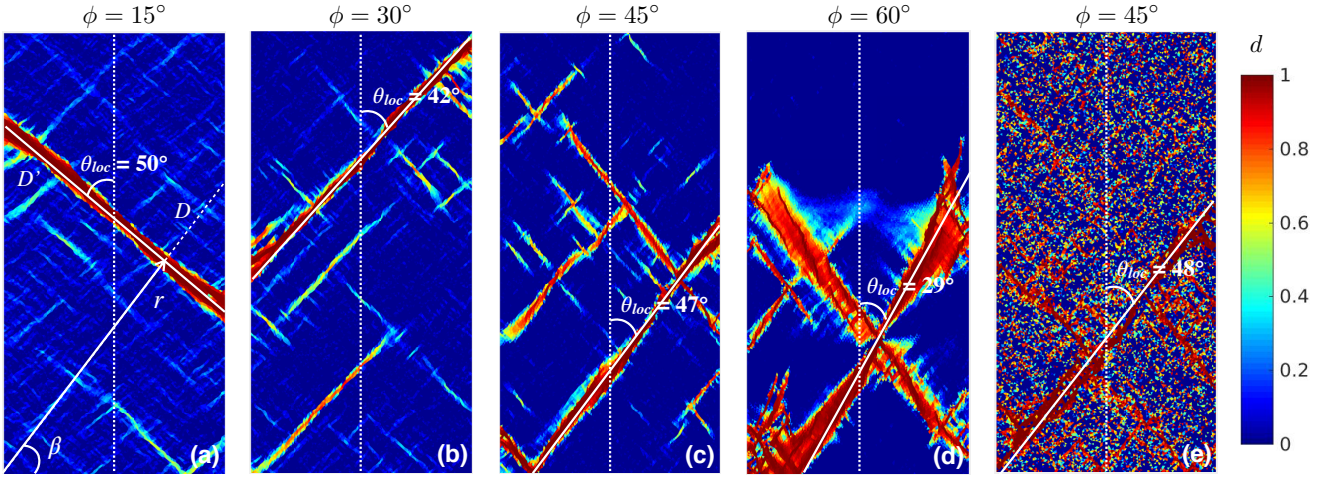 ϕ = 15°
ϕ = 30°
ϕ = 45°
ϕ = 60°
ϕ = 45°
d
θloc = 50°
D'
D
r
β
(a)
θloc = 42°
(b)
θloc = 47°
(c)
θloc = 29°
(d)
θloc = 48°
(e)
1
0.8
0.6
0.4
0.2
0